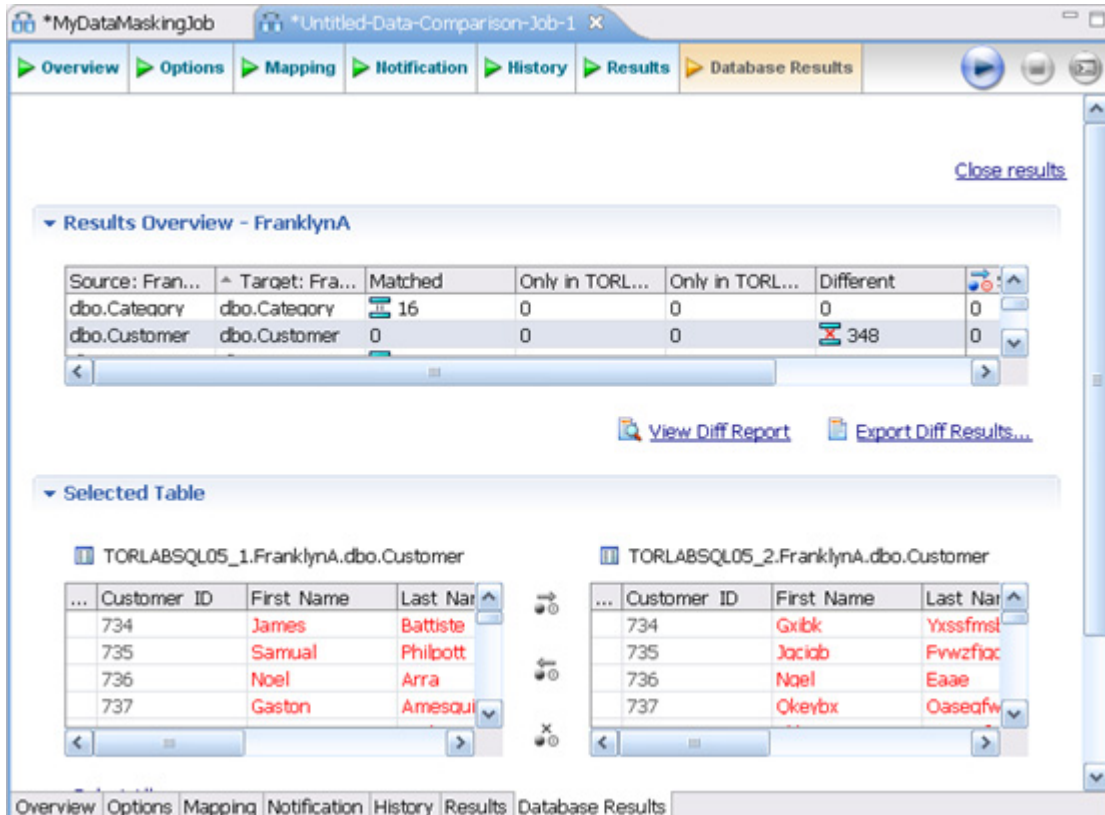 *MyDataMaskingJob *Untitled-Data-Comparison-Job-1
Overview Options Mapping Notification History Results Database Results
Close results
Results Overview - FranklynA
Source: Fran... Target: Fra... Matched Only in TORL... Only in TORL... Different
dbo.Category dbo.Category 16 0 0 0 0
dbo.Customer dbo.Customer 0 0 0 348 0
View Diff Report Export Diff Results...
Selected Table
TORLABSQL05_1.FranklynA.dbo.Customer
... Customer ID First Name Last Nar
734 James Battiste
735 Samual Philpott
736 Noel Arra
737 Gaston Amesqui
TORLABSQL05_2.FranklynA.dbo.Customer
... Customer ID First Name Last Nar
734 Gxibk
735 Jqciqb
736 Nqel Eaae
737 Qkeybx Oaseqfw
Overview Options Mapping Notification History Results Database Results